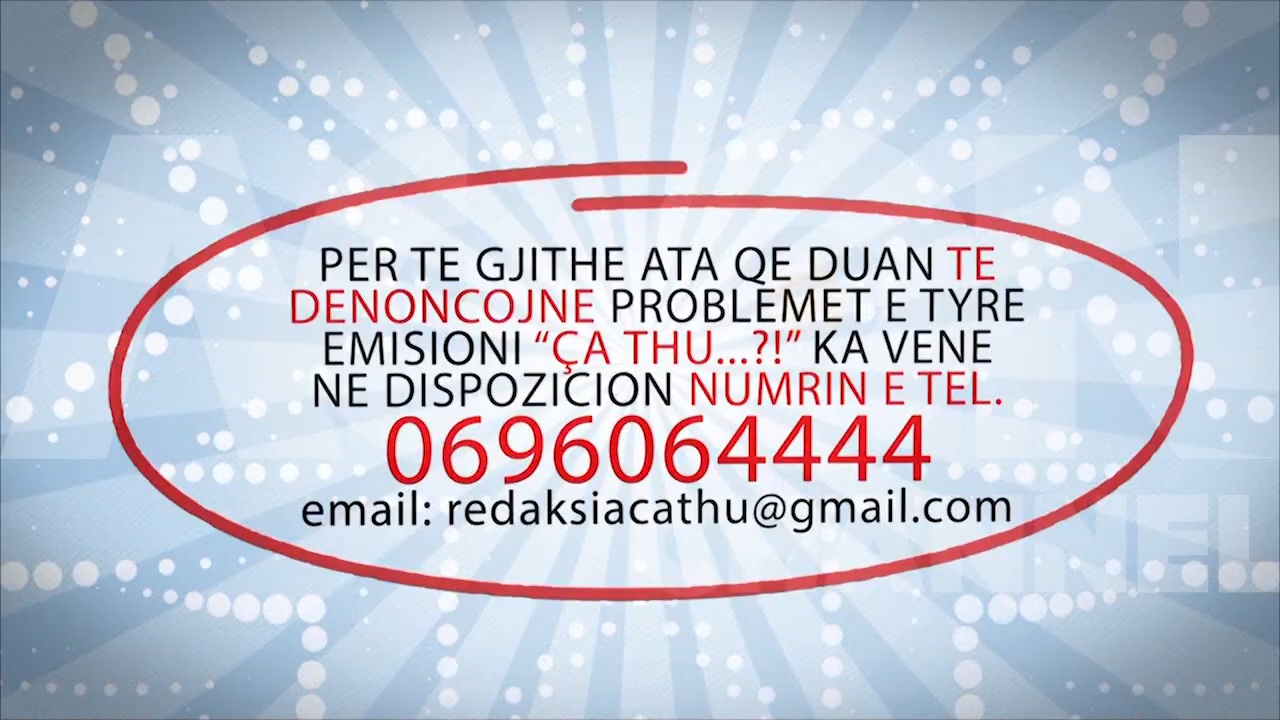 PER TE GJITHE ATA QE DUAN TE
DENONCOJNE PROBLEMET E TYRE
EMISIONI “ÇA THU...?!” KA VENE
NE DISPOZICION NUMRIN E TEL.
0696064444
email: redaksiacathu@gmail.com